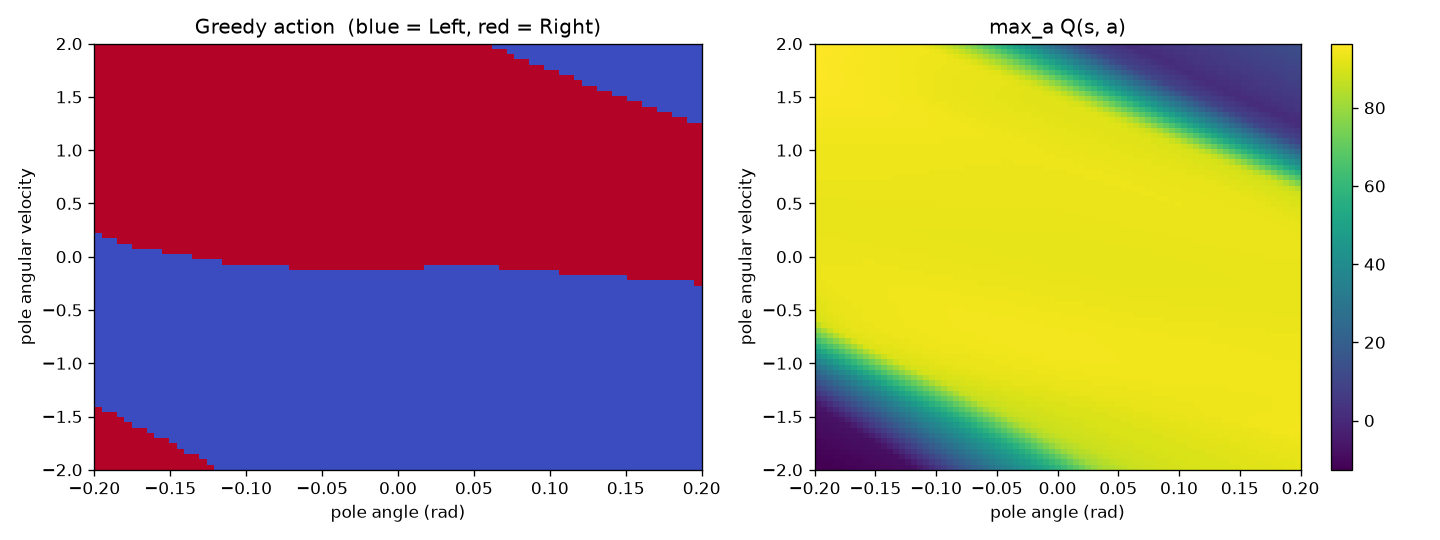 Greedy action  (blue = Left, red = Right)
2.0
1.5
1.0
0.5
0.0
−0.5
−1.0
−1.5
−2.0
pole angular velocity
−0.20 −0.15 −0.10 −0.05 0.00 0.05 0.10 0.15 0.20
pole angle (rad)
max_a Q(s, a)
2.0
1.5
1.0
0.5
0.0
−0.5
−1.0
−1.5
−2.0
pole angular velocity
−0.20 −0.15 −0.10 −0.05 0.00 0.05 0.10 0.15 0.20
pole angle (rad)
80
60
40
20
0